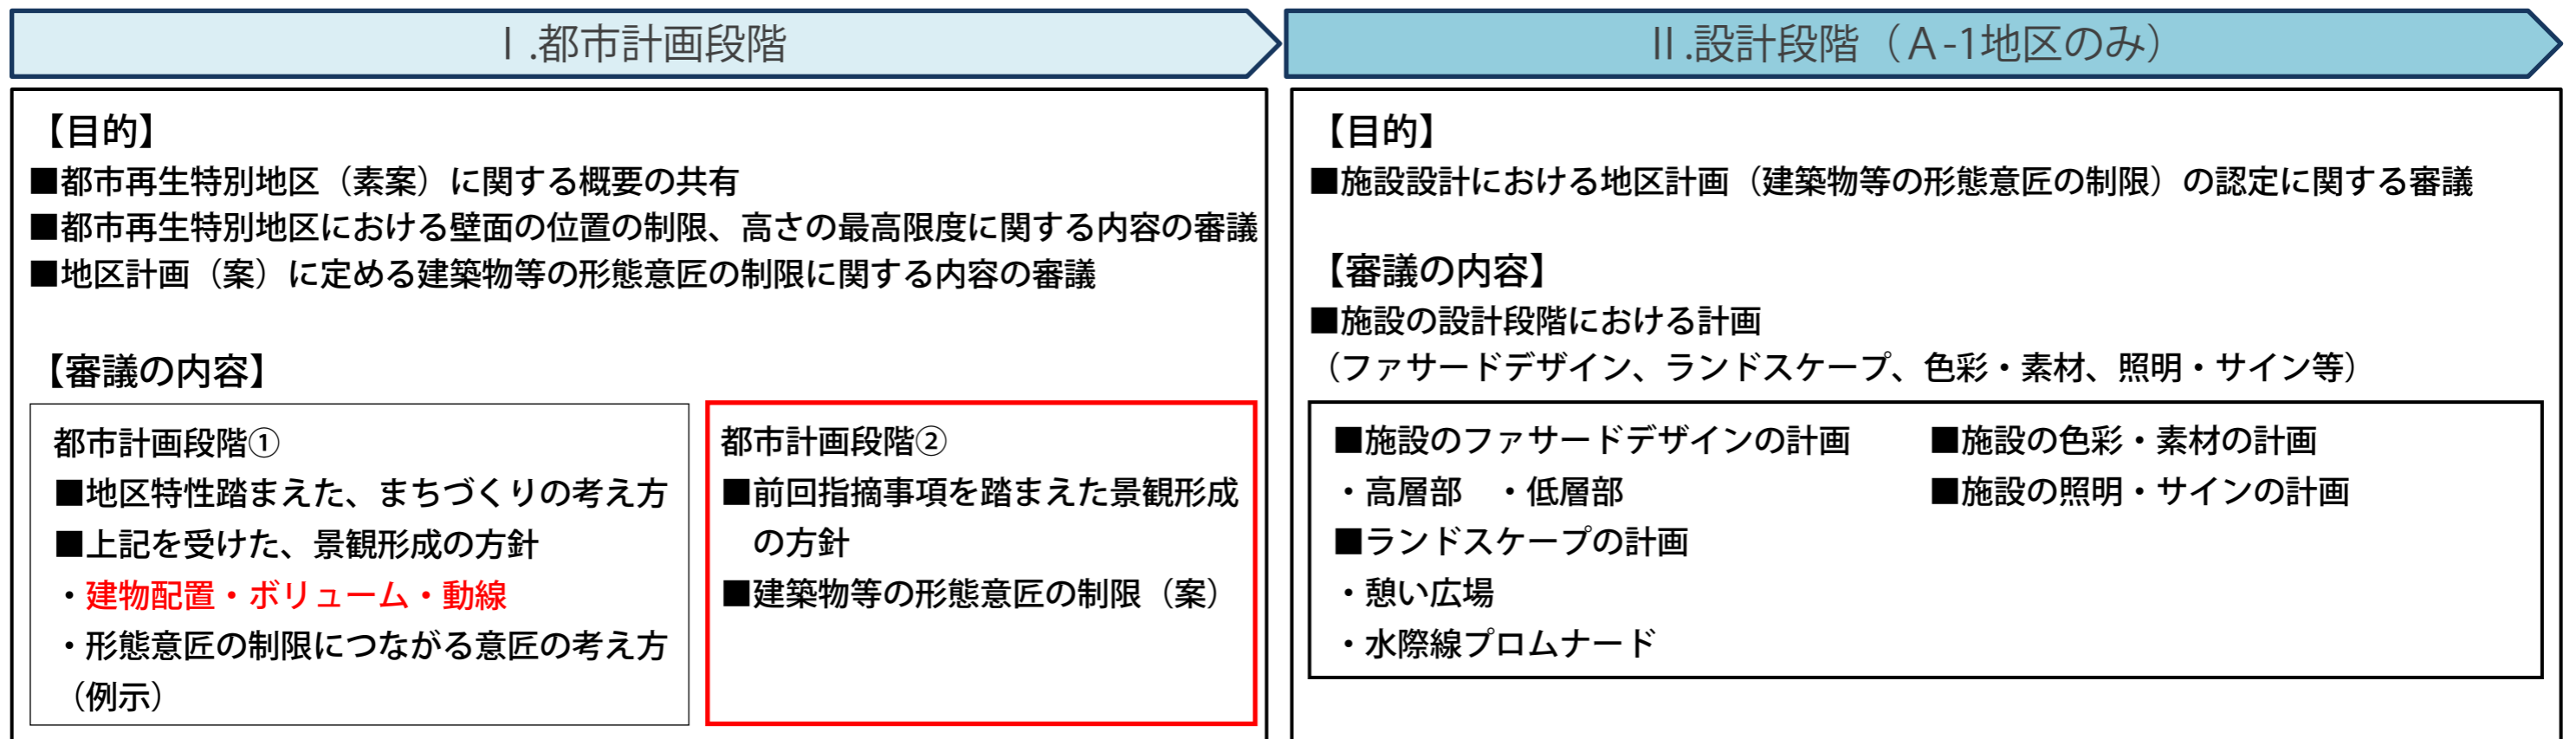 Ⅰ.都市計画段階
【目的】
■都市再生特別地区（素案）に関する概要の共有
■都市再生特別地区における壁面の位置の制限、高さの最高限度に関する内容の審議
■地区計画（案）に定める建築物等の形態意匠の制限に関する内容の審議
【審議の内容】
都市計画段階①
■地区特性踏まえた、まちづくりの考え方
■上記を受けた、景観形成の方針
・建物配置・ボリューム・動線
・形態意匠の制限につながる意匠の考え方
（例示）
都市計画段階②
■前回指摘事項を踏まえた景観形成
の方針
■建築物等の形態意匠の制限（案）
Ⅱ.設計段階（Ａ-1地区のみ）
【目的】
■施設設計における地区計画（建築物等の形態意匠の制限）の認定に関する審議
【審議の内容】
■施設の設計段階における計画
（ファサードデザイン、ランドスケープ、色彩・素材、照明・サイン等）
■施設のファサードデザインの計画
・高層部　・低層部
■ランドスケープの計画
・憩い広場
・水際線プロムナード
■施設の色彩・素材の計画
■施設の照明・サインの計画